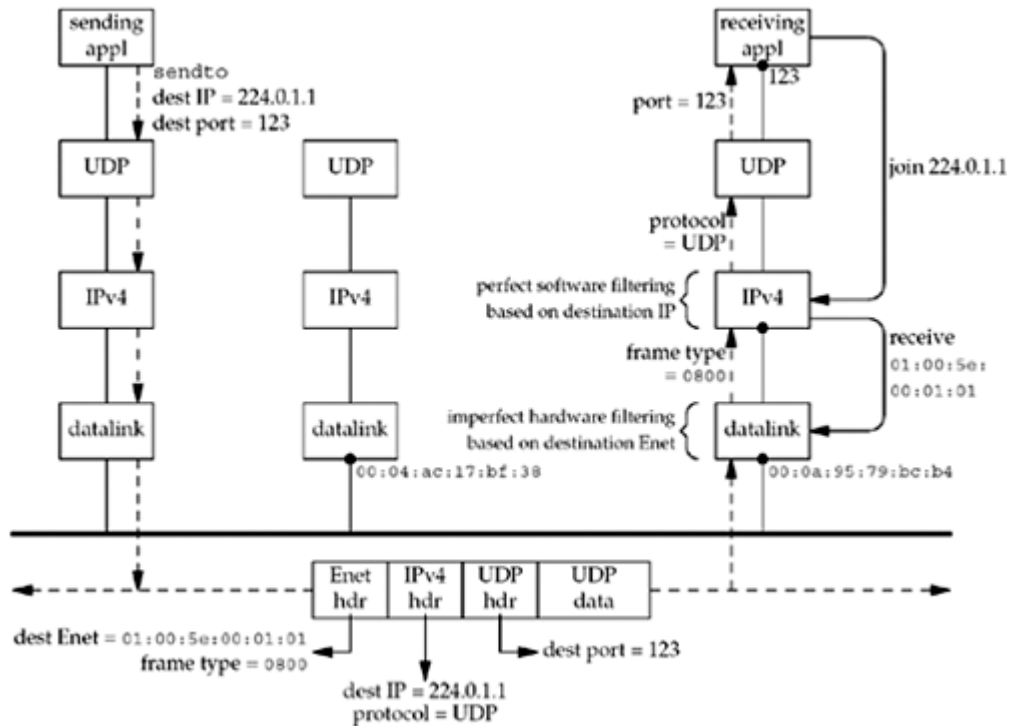 sending
appl
sendto
dest IP = 224.0.1.1
dest port = 123
UDP
IPv4
datalink
UDP
IPv4
datalink
00:04:ac:17:bf:38
receiving
appl
123
port = 123
UDP
join 224.0.1.1
protocol
= UDP
perfect software filtering
based on destination IP
IPv4
frame type
= 0800
receive
01:00:5e:
00:01:01
imperfect hardware filtering
based on destination Enet
datalink
00:0a:95:79:bc:b4
Enet
hdr
IPv4
hdr
UDP
hdr
UDP
data
dest Enet = 01:00:5e:00:01:01
frame type = 0800
dest IP = 224.0.1.1
protocol = UDP
dest port = 123